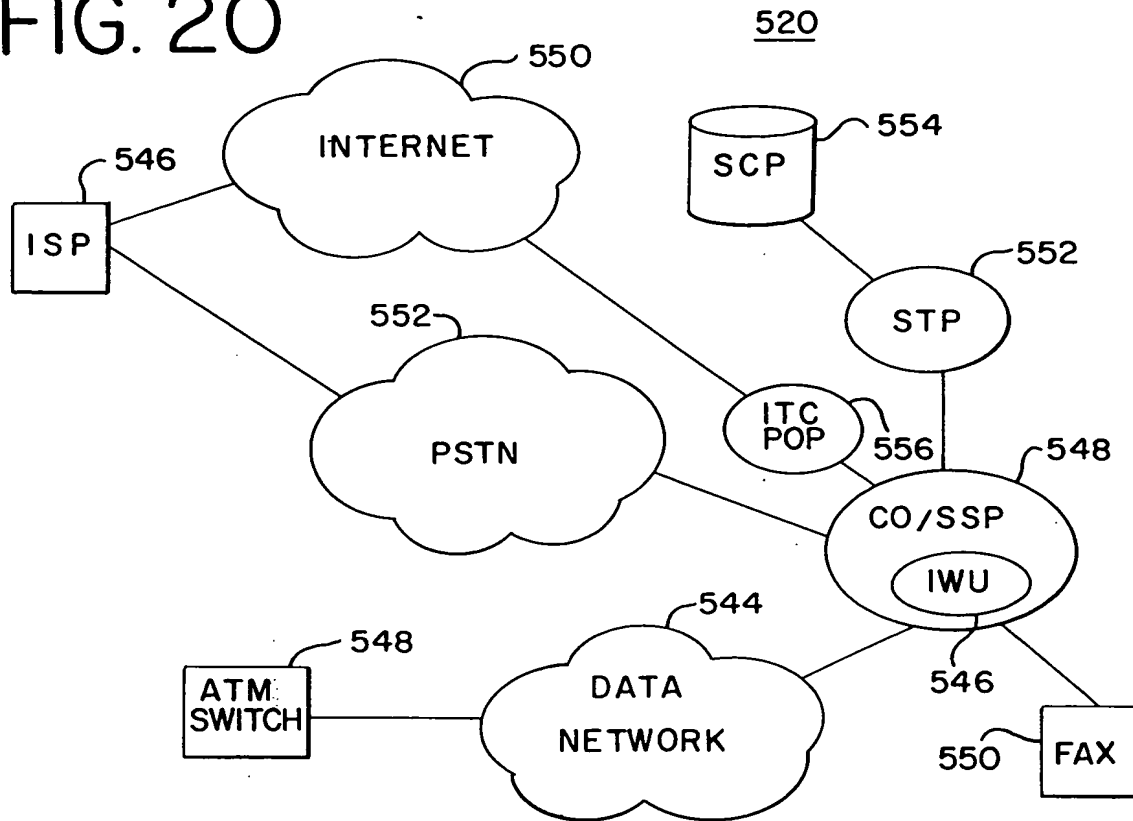 FIG. 20
520
550
INTERNET
554
SCP
546
ISP
552
STP
552
PSTN
ITC
POP
556
548
CO/SSP
IWU
546
544
DATA
NETWORK
548
ATM
SWITCH
550
FAX